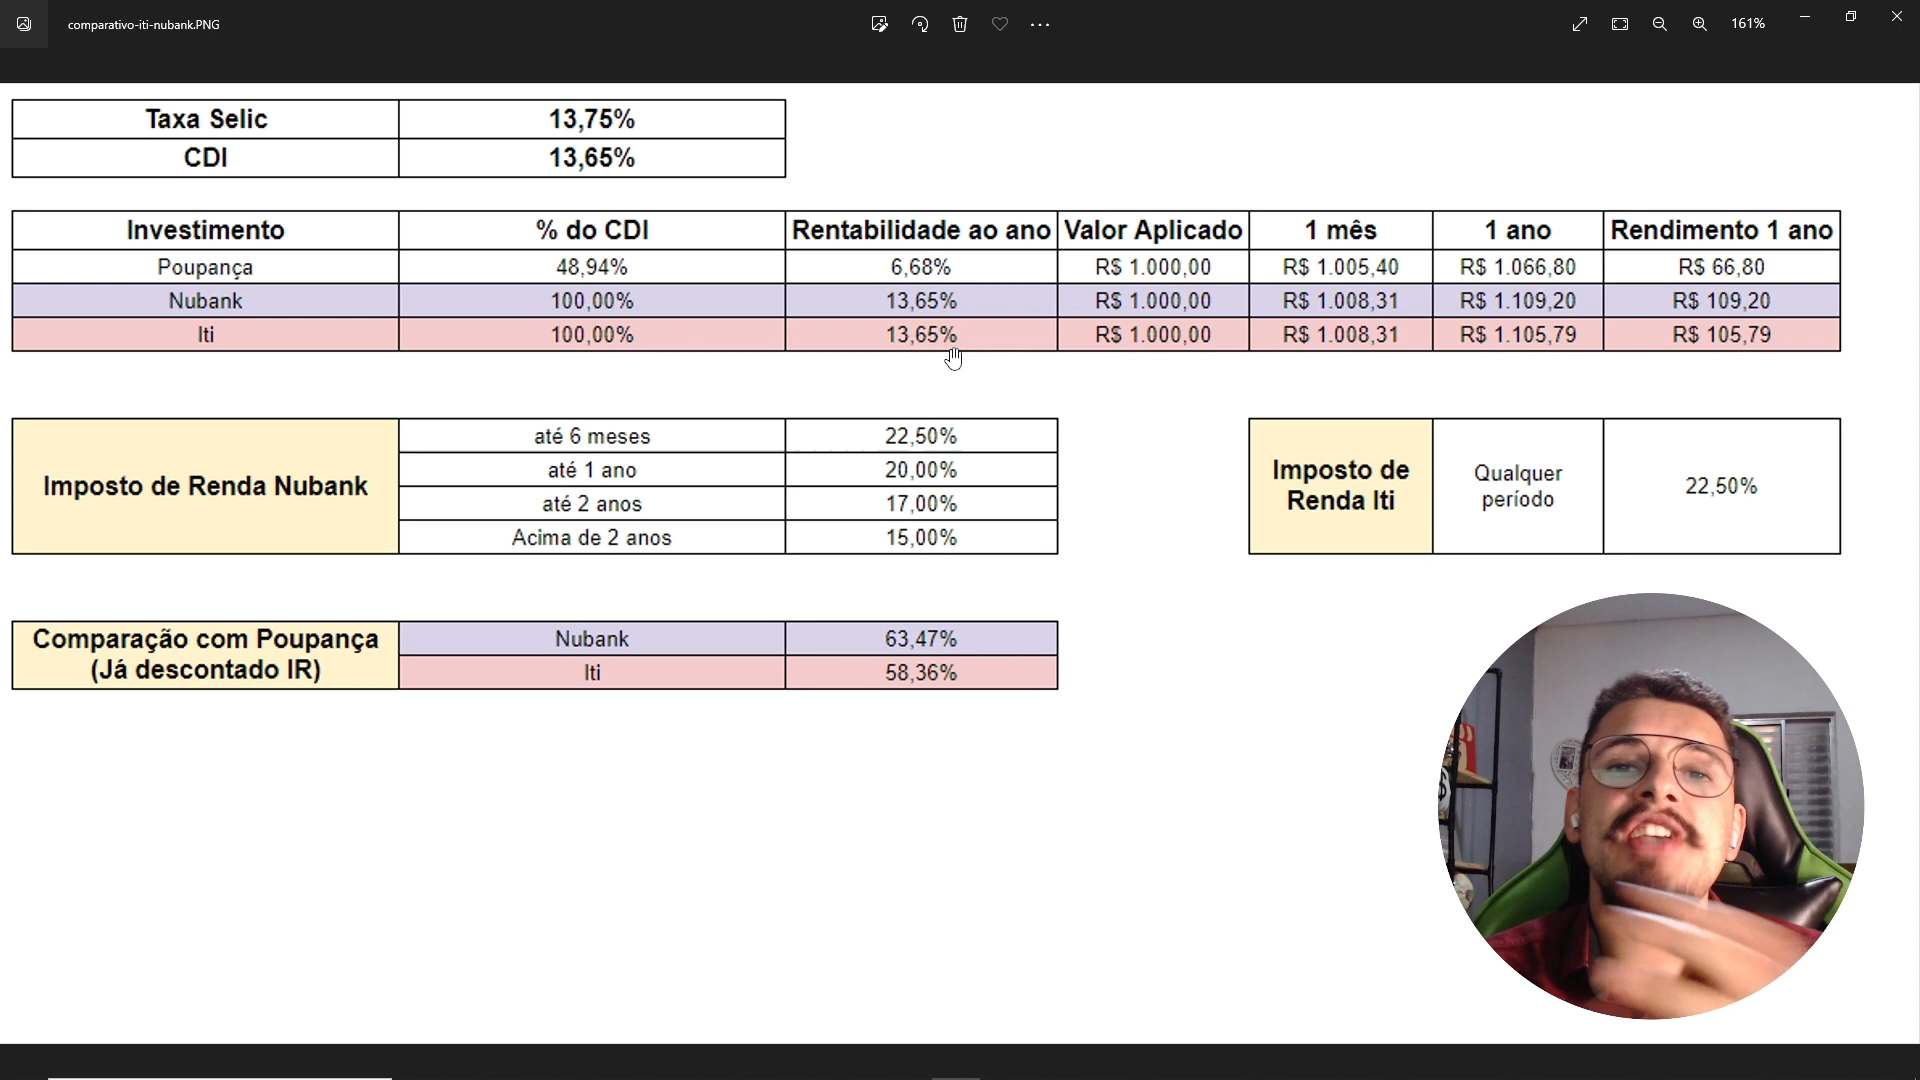 comparativo-iti-nubank.PNG
161%
Taxa Selic 13,75%
CDI 13,65%
Investimento % do CDI Rentabilidade ao ano Valor Aplicado 1 mês 1 ano Rendimento 1 ano
Poupança 48,94% 6,68% R$ 1.000,00 R$ 1.005,40 R$ 1.066,80 R$ 66,80
Nubank 100,00% 13,65% R$ 1.000,00 R$ 1.008,31 R$ 1.109,20 R$ 109,20
Iti 100,00% 13,65% R$ 1.000,00 R$ 1.008,31 R$ 1.105,79 R$ 105,79
Imposto de Renda Nubank
até 6 meses 22,50%
até 1 ano 20,00%
até 2 anos 17,00%
Acima de 2 anos 15,00%
Imposto de
Renda Iti
Qualquer
período
22,50%
Comparação com Poupança
(Já descontado IR)
Nubank 63,47%
Iti 58,36%